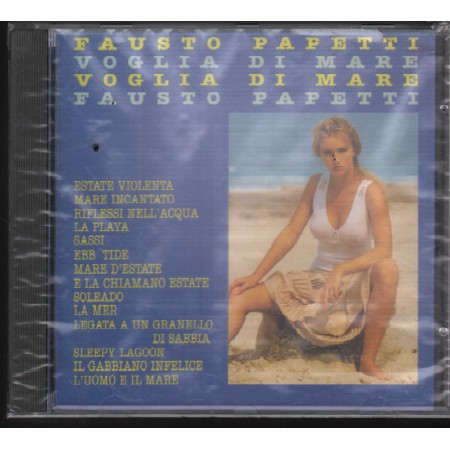 FAUSTO PAPETTI
VOGLIA DI MARE
VOGLIA DI MARE
FAUSTO PAPETTI
ESTATE VIOLENTA
MARE INCANTATO
RIFLESSI NELL'ACQUA
LA PLAYA
SASSI
EBB TIDE
MARE D'ESTATE
E LA CHIAMANO ESTATE
SOLEADO
LA MER
LEGATA A UN GRANELLO
DI SABBIA
SLEEPY LAGOON
IL GABBIANO INFELICE
L'UOMO E IL MARE